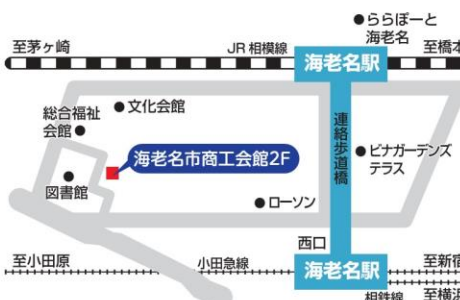 ららぽーと
海老名
至茅ヶ崎
JR 相模線
海老名駅
至橋本
総合福祉
会館
文化会館
連絡歩道橋
海老名市商工会館2F
ビナガーデンズ
テラス
図書館
ローソン
西口
至小田原
小田急線
海老名駅
至新宿
相鉄線
至横浜